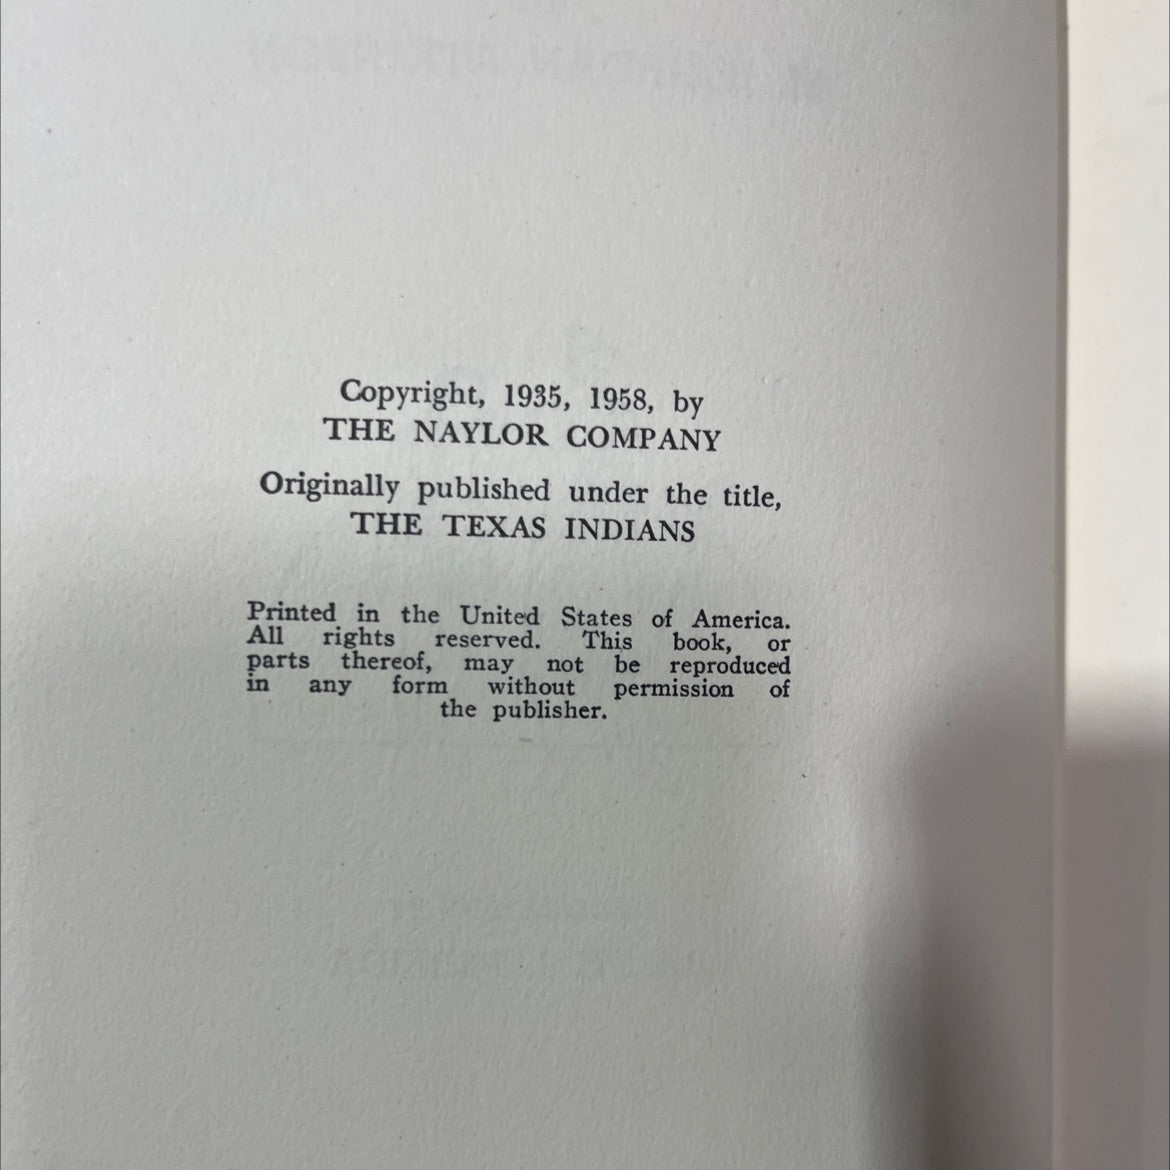 Copyright, 1935, 1958, by
THE NAYLOR COMPANY
Originally published under the title,
THE TEXAS INDIANS
Printed in the United States of America.
All rights reserved. This book, or
parts thereof, may not be reproduced
in any form without permission of
the publisher.